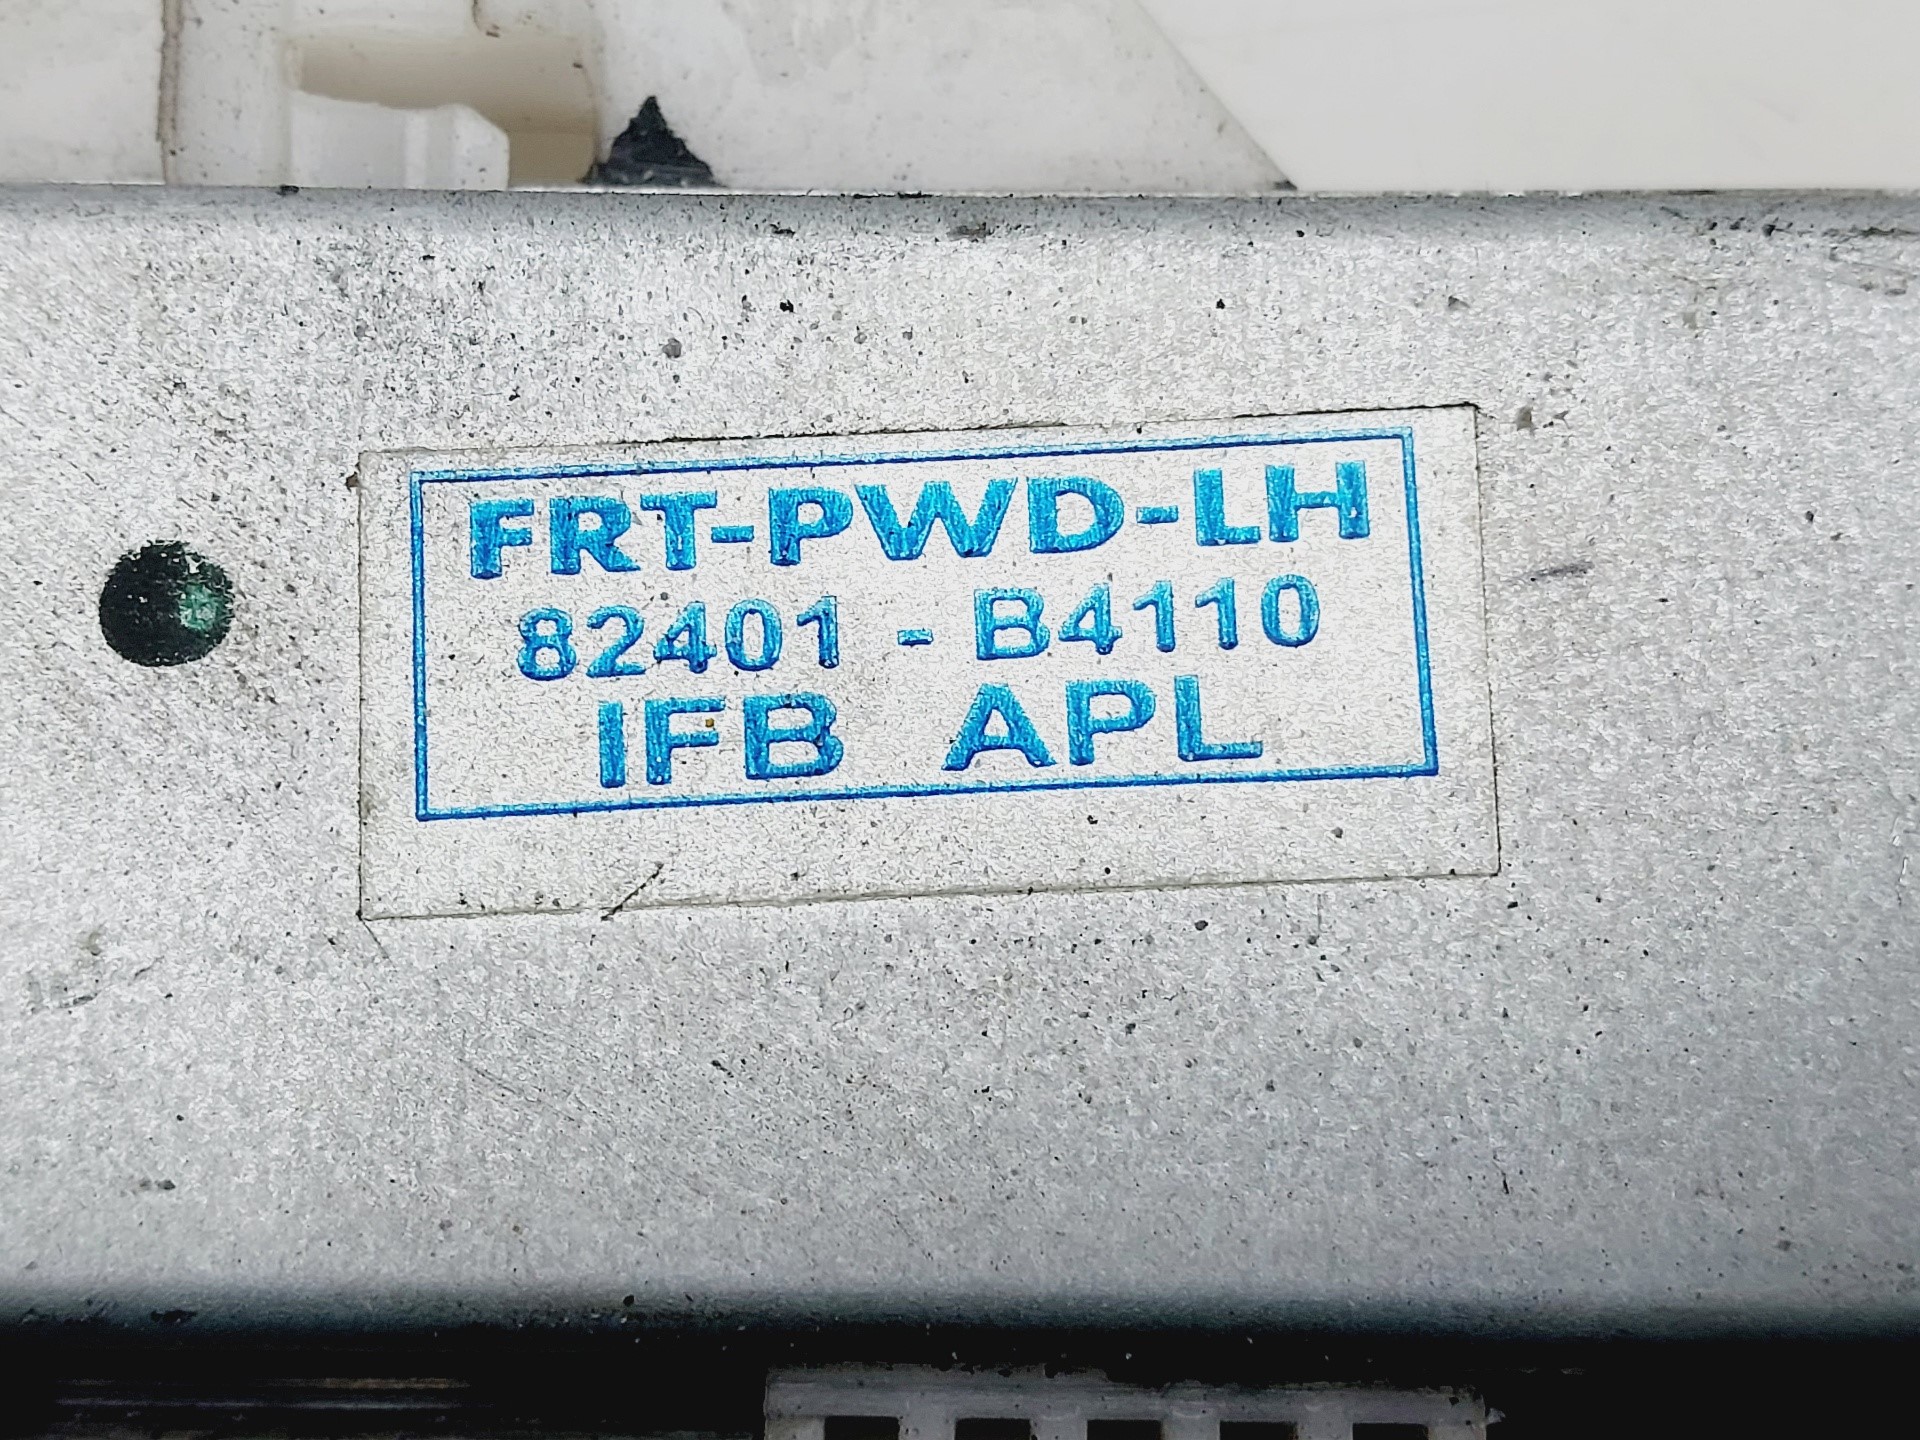 FRT-PWD-LH
82401 - B4110
IFB APL